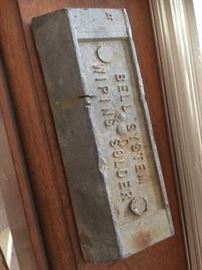 BELL SYSTEM
WIPING SOLDER